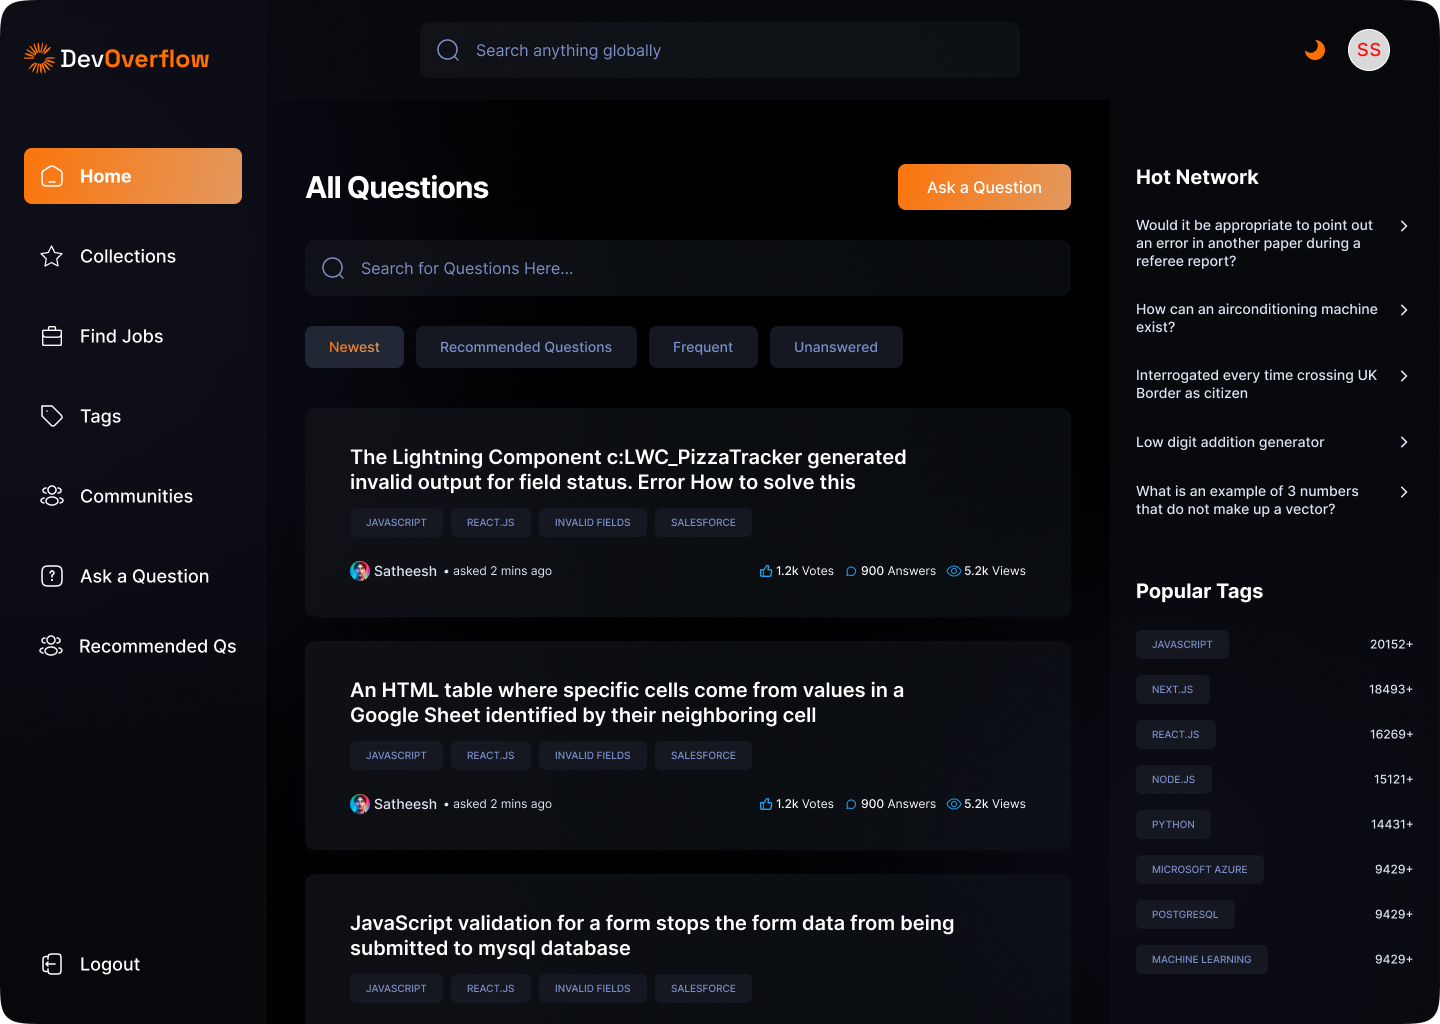 DevOverflow
Search anything globally
SS
Home
Collections
Find Jobs
Tags
Communities
Ask a Question
Recommended Qs
Logout
All Questions
Ask a Question
Search for Questions Here...
Newest
Recommended Questions
Frequent
Unanswered
The Lightning Component c:LWC_PizzaTracker generated
invalid output for field status. Error How to solve this
JAVASCRIPT
REACT.JS
INVALID FIELDS
SALESFORCE
Satheesh • asked 2 mins ago
1.2k Votes
900 Answers
5.2k Views
An HTML table where specific cells come from values in a
Google Sheet identified by their neighboring cell
JAVASCRIPT
REACT.JS
INVALID FIELDS
SALESFORCE
Satheesh • asked 2 mins ago
1.2k Votes
900 Answers
5.2k Views
JavaScript validation for a form stops the form data from being
submitted to mysql database
JAVASCRIPT
REACT.JS
INVALID FIELDS
SALESFORCE
Hot Network
Would it be appropriate to point out
an error in another paper during a
referee report?
How can an airconditioning machine
exist?
Interrogated every time crossing UK
Border as citizen
Low digit addition generator
What is an example of 3 numbers
that do not make up a vector?
Popular Tags
JAVASCRIPT 20152+
NEXT.JS 18493+
REACT.JS 16269+
NODE.JS 15121+
PYTHON 14431+
MICROSOFT AZURE 9429+
POSTGRESQL 9429+
MACHINE LEARNING 9429+